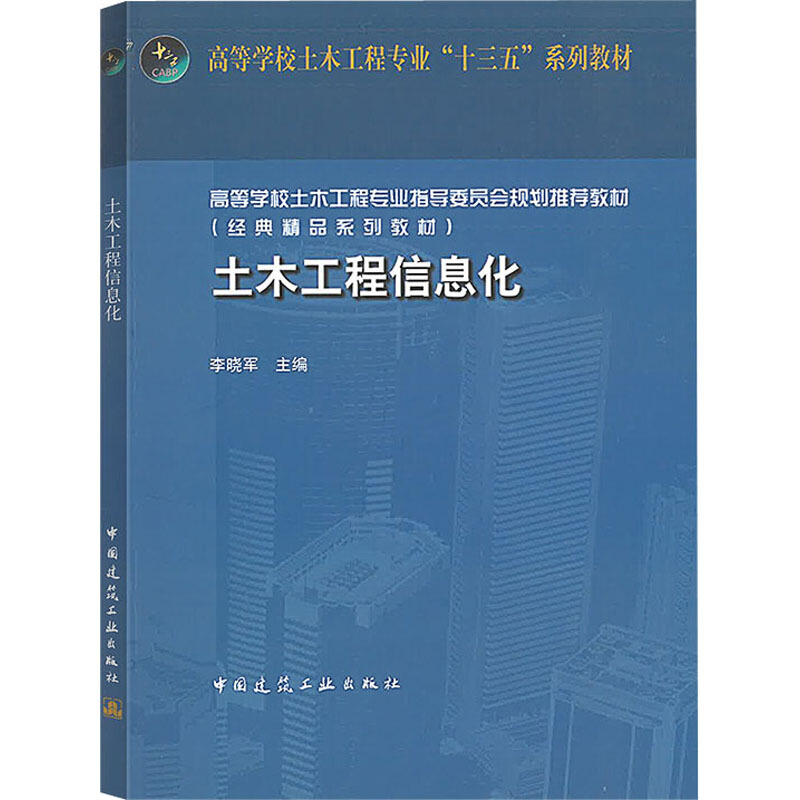 十三五
CABP
高等学校土木工程专业“十三五”系列教材
高等学校土木工程专业指导委员会规划推荐教材
（经典精品系列教材）
土木工程信息化
李晓军 主编
中国建筑工业出版社
土木工程信息化
中国建筑工业出版社